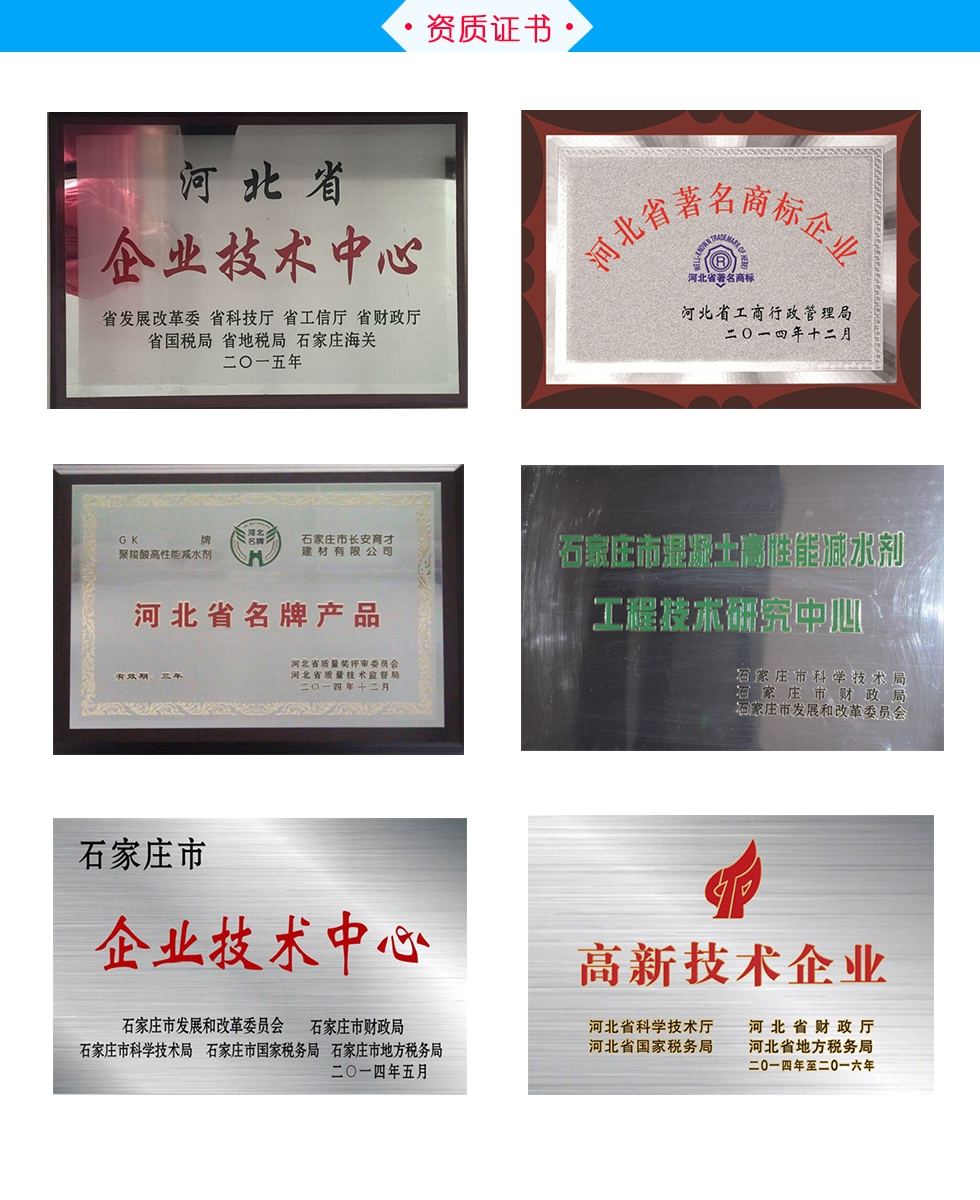 · 资质证书 ·
河北省
企业技术中心
省发展改革委 省科技厅 省工信厅 省财政厅
省国税局 省地税局 石家庄海关
二〇一五年
河北省著名商标企业
WELL-KNOWN TRADEMARK OF HEBEI
R
河北省著名商标
河北省工商行政管理局
二〇一四年十二月
GK 牌
聚羧酸高性能减水剂
河北
名牌
石家庄市长安育才
建材有限公司
河北省名牌产品
有效期：三年
河北省质量奖评审委员会
河北省质量技术监督局
二〇一四年十二月
石家庄市混凝土高性能减水剂
工程技术研究中心
石家庄市科学技术局
石家庄市财政局
石家庄市发展和改革委员会
石家庄市
企业技术中心
石家庄市发展和改革委员会 石家庄市财政局
石家庄市科学技术局 石家庄市国家税务局 石家庄市地方税务局
二〇一四年五月
高新技术企业
河北省科学技术厅 河北省财政厅
河北省国家税务局 河北省地方税务局
二〇一四年至二〇一六年